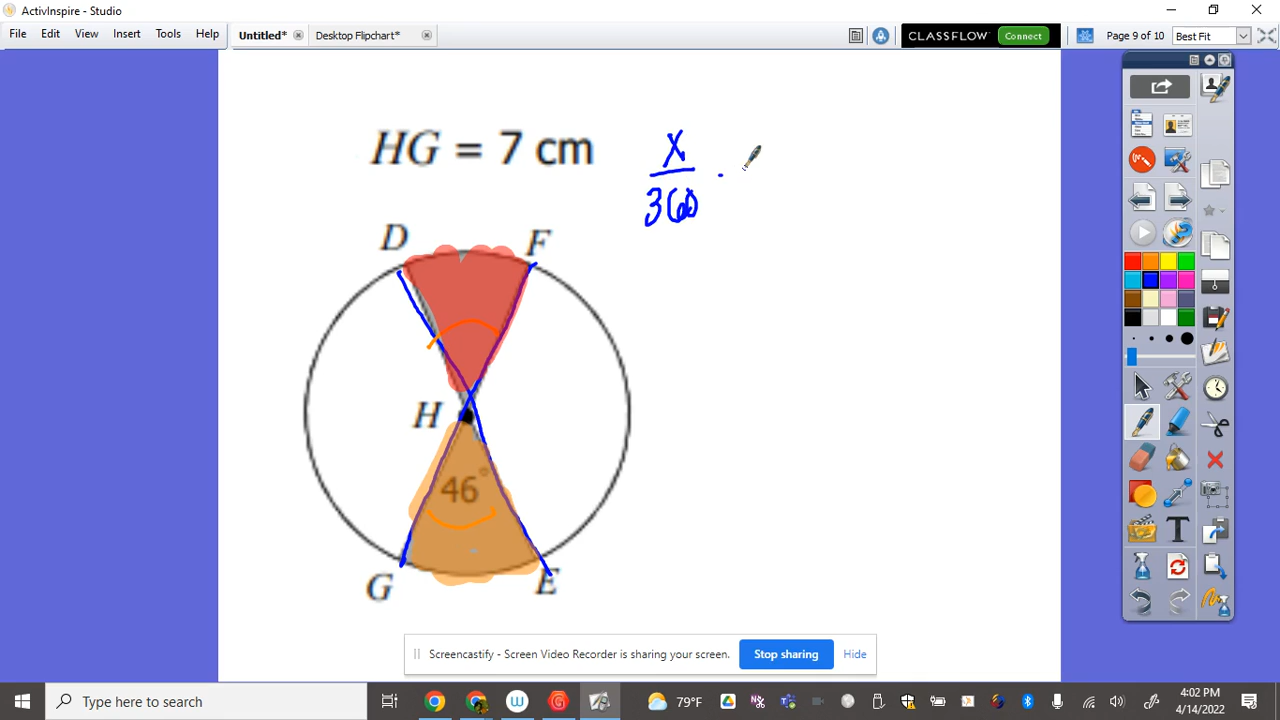 ActivInspire - Studio
File Edit View Insert Tools Help
Untitled*
Desktop Flipchart*
CLASSFLOW Connect
Page 9 of 10
Best Fit
HG = 7 cm
x
360 ·
D F
H
46°
G E
Screencastify - Screen Video Recorder is sharing your screen.
Stop sharing
Hide
Type here to search
79°F
4:02 PM
4/14/2022